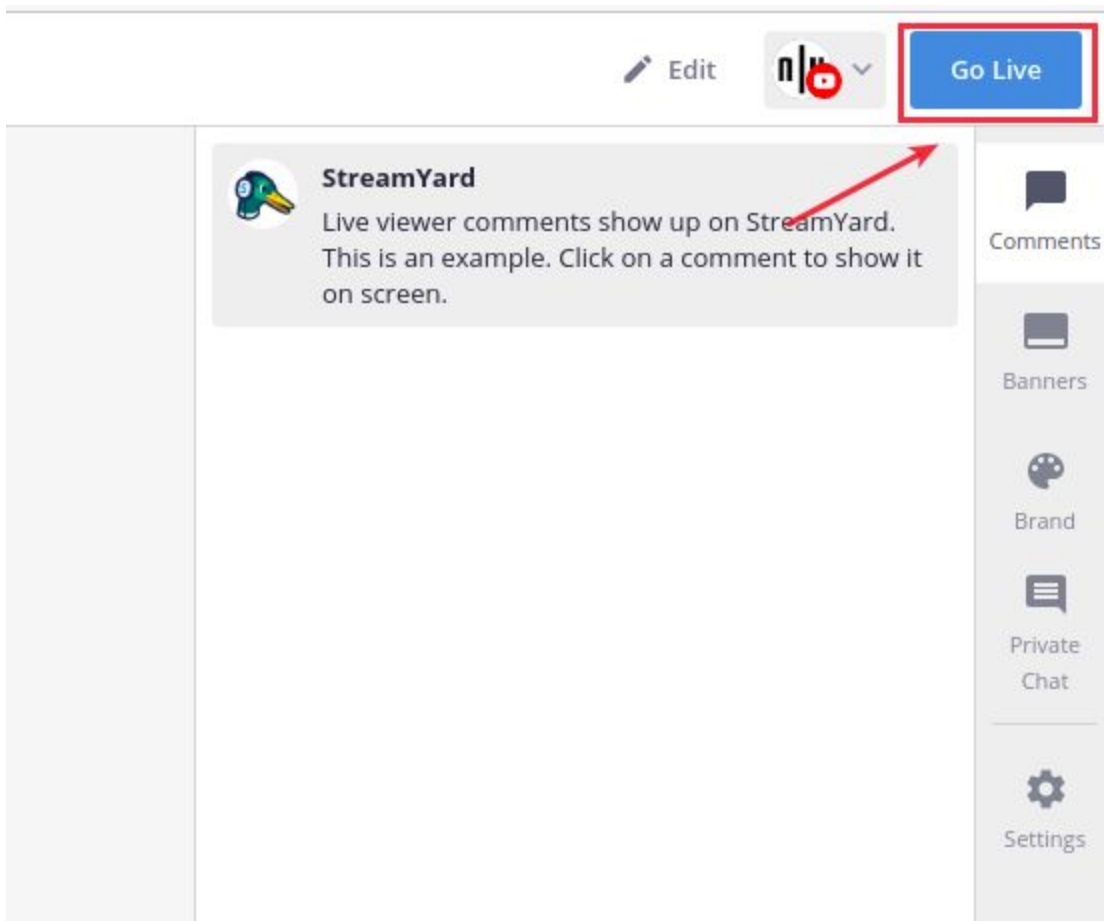 Edit
n|u
Go Live
StreamYard
Live viewer comments show up on StreamYard.
This is an example. Click on a comment to show it
on screen.
Comments
Banners
Brand
Private
Chat
Settings